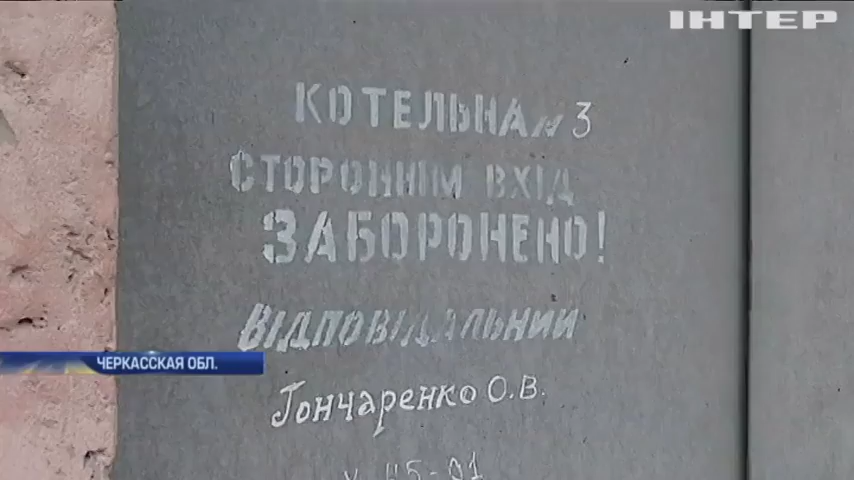 ІНТЕР
КОТЕЛЬНА № 3
СТОРОННІМ ВХІД
ЗАБОРОНЕНО!
ВІДПОВІДАЛЬНИЙ
ЧЕРКАССКАЯ ОБЛ.
Гончаренко О.В.